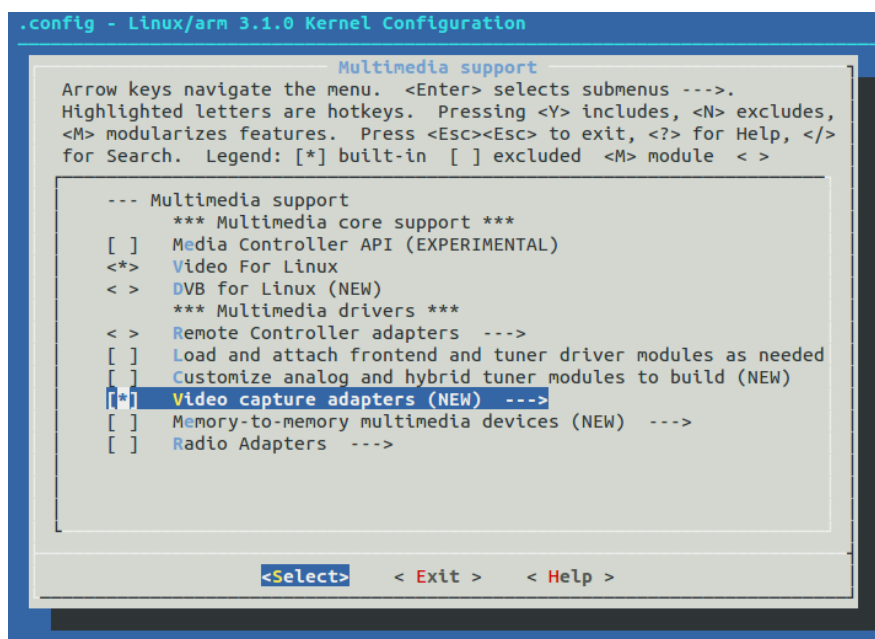 .config - Linux/arm 3.1.0 Kernel Configuration
Multimedia support
Arrow keys navigate the menu.  <Enter> selects submenus --->.
Highlighted letters are hotkeys.  Pressing <Y> includes, <N> excludes,
<M> modularizes features.  Press <Esc><Esc> to exit, <?> for Help, </>
for Search.  Legend: [*] built-in  [ ] excluded  <M> module  < >
--- Multimedia support
*** Multimedia core support ***
[ ]   Media Controller API (EXPERIMENTAL)
<*>   Video For Linux
< >   DVB for Linux (NEW)
*** Multimedia drivers ***
< >   Remote Controller adapters  --->
[ ]   Load and attach frontend and tuner driver modules as needed
[ ]   Customize analog and hybrid tuner modules to build (NEW)
[*]   Video capture adapters (NEW)  --->
[ ]   Memory-to-memory multimedia devices (NEW)  --->
[ ]   Radio Adapters  --->
<Select>    < Exit >    < Help >